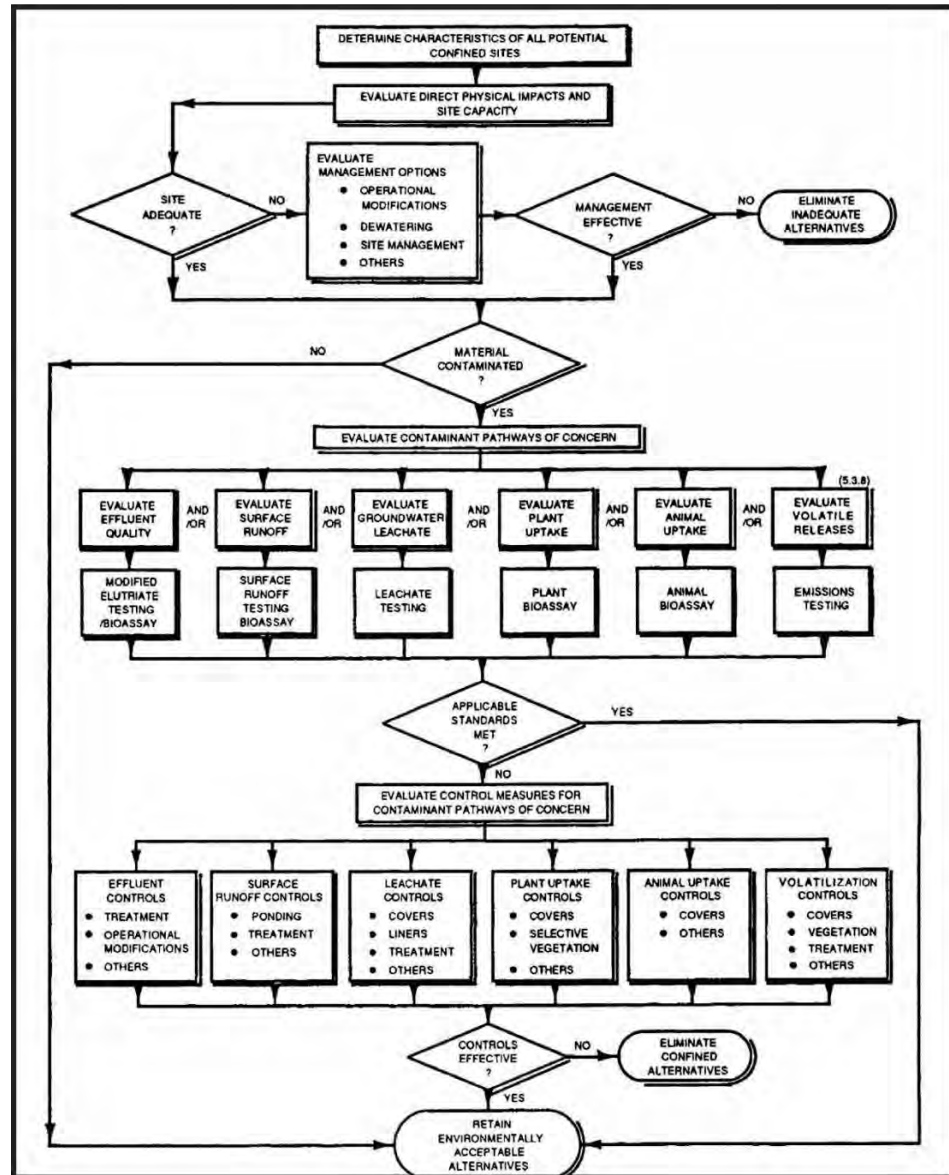 DETERMINE CHARACTERISTICS OF ALL POTENTIAL
CONFINED SITES
EVALUATE DIRECT PHYSICAL IMPACTS AND
SITE CAPACITY
SITE
ADEQUATE
?
NO
YES
EVALUATE
MANAGEMENT OPTIONS
● OPERATIONAL
MODIFICATIONS
● DEWATERING
● SITE MANAGEMENT
● OTHERS
MANAGEMENT
EFFECTIVE
?
NO
YES
ELIMINATE
INADEQUATE
ALTERNATIVES
NO
MATERIAL
CONTAMINATED
?
YES
EVALUATE CONTAMINANT PATHWAYS OF CONCERN
EVALUATE
EFFLUENT
QUALITY
AND
/OR
EVALUATE
SURFACE
RUNOFF
AND
/OR
EVALUATE
GROUNDWATER
LEACHATE
AND
/OR
EVALUATE
PLANT
UPTAKE
AND
/OR
EVALUATE
ANIMAL
UPTAKE
AND
/OR
(5.3.8)
EVALUATE
VOLATILE
RELEASES
MODIFIED
ELUTRIATE
TESTING
/BIOASSAY
SURFACE
RUNOFF
TESTING
BIOASSAY
LEACHATE
TESTING
PLANT
BIOASSAY
ANIMAL
BIOASSAY
EMISSIONS
TESTING
APPLICABLE
STANDARDS
MET
?
YES
NO
EVALUATE CONTROL MEASURES FOR
CONTAMINANT PATHWAYS OF CONCERN
EFFLUENT
CONTROLS
● TREATMENT
● OPERATIONAL
MODIFICATIONS
● OTHERS
SURFACE
RUNOFF CONTROLS
● PONDING
● TREATMENT
● OTHERS
LEACHATE
CONTROLS
● COVERS
● LINERS
● TREATMENT
● OTHERS
PLANT UPTAKE
CONTROLS
● COVERS
● SELECTIVE
VEGETATION
● OTHERS
ANIMAL UPTAKE
CONTROLS
● COVERS
● OTHERS
VOLATILIZATION
CONTROLS
● COVERS
● VEGETATION
● TREATMENT
● OTHERS
CONTROLS
EFFECTIVE
?
NO
YES
ELIMINATE
CONFINED
ALTERNATIVES
RETAIN
ENVIRONMENTALLY
ACCEPTABLE
ALTERNATIVES